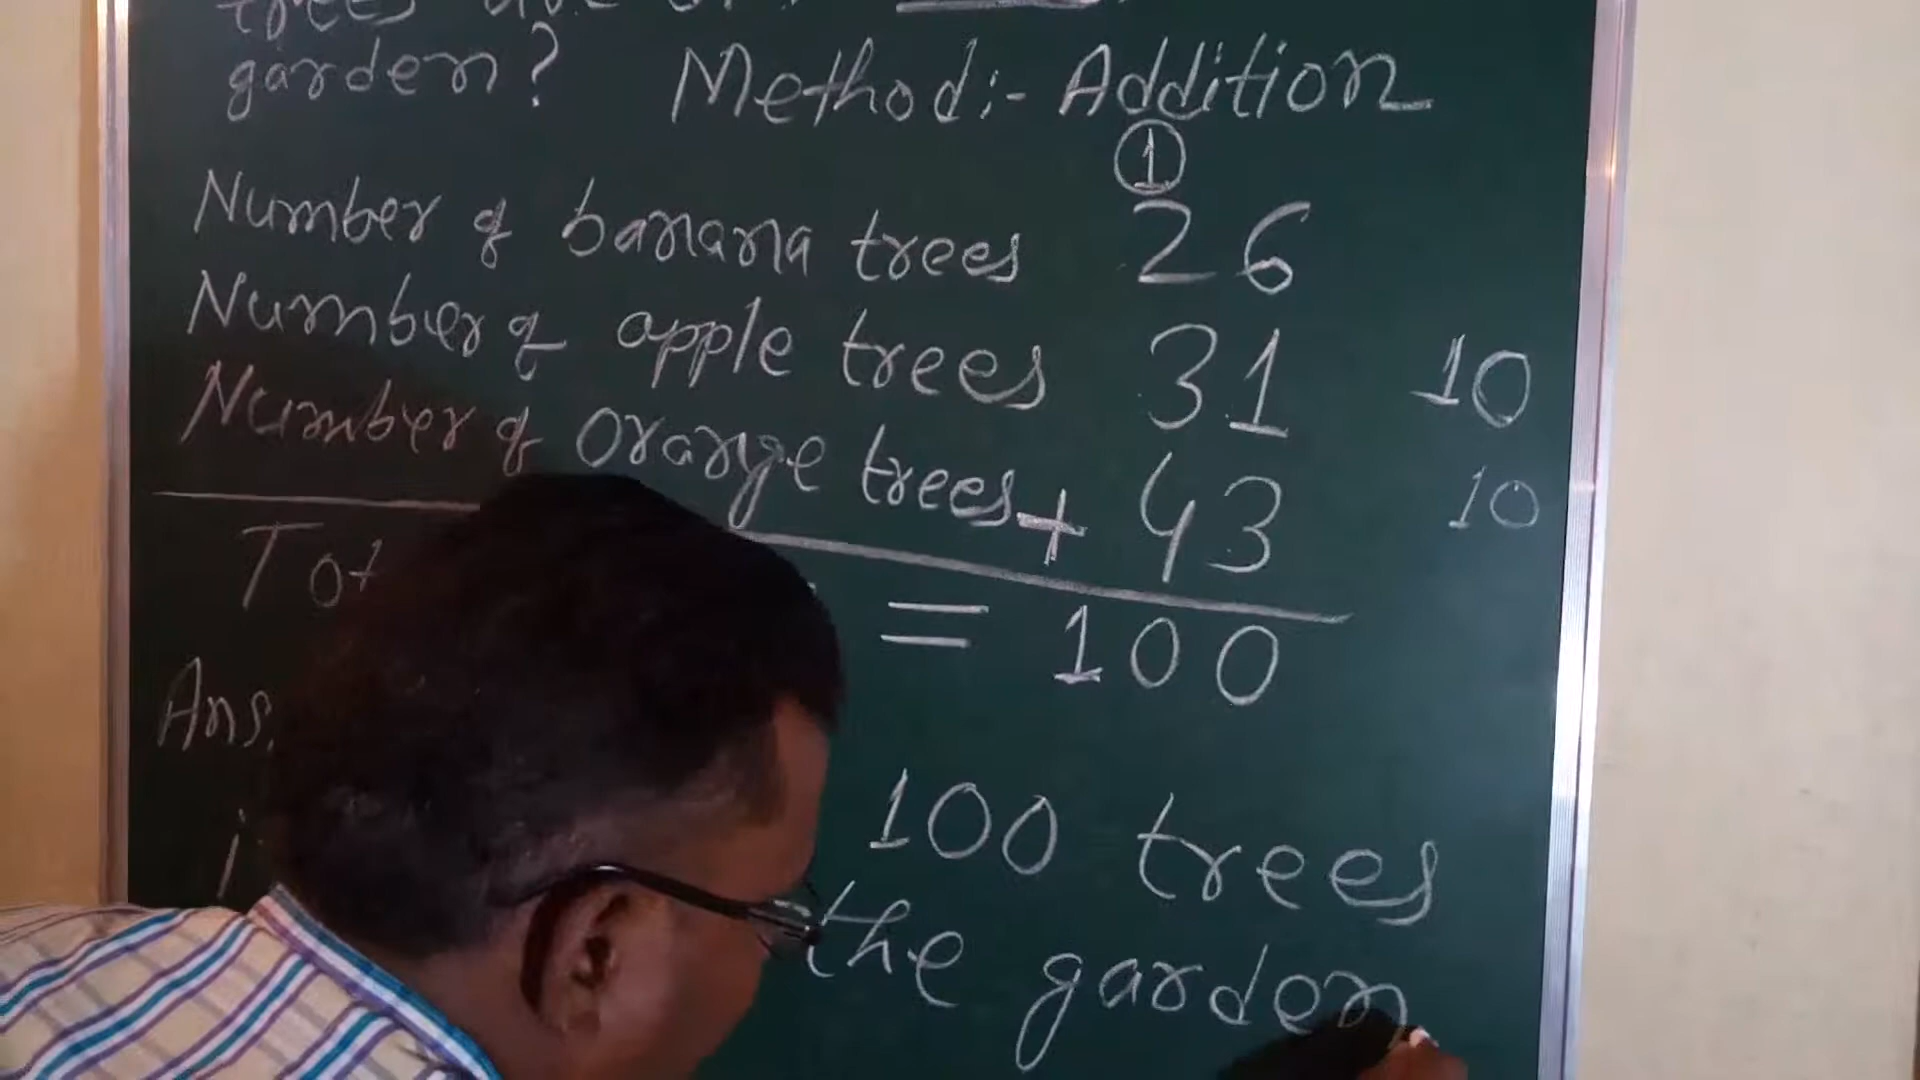 trees
garden? Method:- Addition
1
Number of banana trees 26
Number of apple trees 31 10
Number of orange trees + 43 10
= 100
Ans.
100 trees
the garden